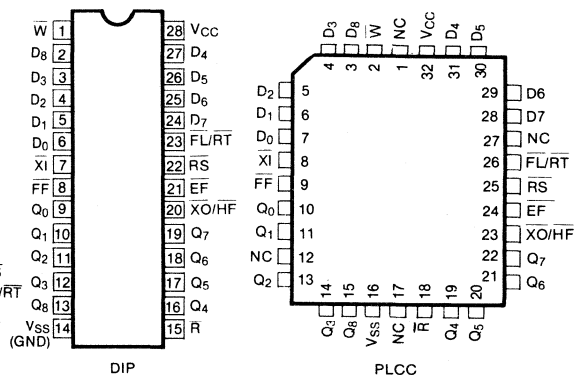 W̅ 1 28 VCC
D8 2 27 D4
D3 3 26 D5
D2 4 25 D6
D1 5 24 D7
D0 6 23 F̅L̅/R̅T̅
X̅I̅ 7 22 R̅S̅
F̅F̅ 8 21 E̅F̅
Q0 9 20 X̅O̅/H̅F̅
Q1 10 19 Q7
Q2 11 18 Q6
Q3 12 17 Q5
/R̅T̅
Q8 13 16 Q4
VSS 14 15 R̅
(GND)
DIP
D3 D8 W̅ NC VCC D4 D5
4 3 2 1 32 31 30
D2 5 29 D6
D1 6 28 D7
D0 7 27 NC
X̅I̅ 8 26 F̅L̅/R̅T̅
F̅F̅ 9 25 R̅S̅
Q0 10 24 E̅F̅
Q1 11 23 X̅O̅/H̅F̅
NC 12 22 Q7
Q2 13 21 Q6
14 15 16 17 18 19 20
Q3 Q8 VSS NC R̅ Q4 Q5
PLCC